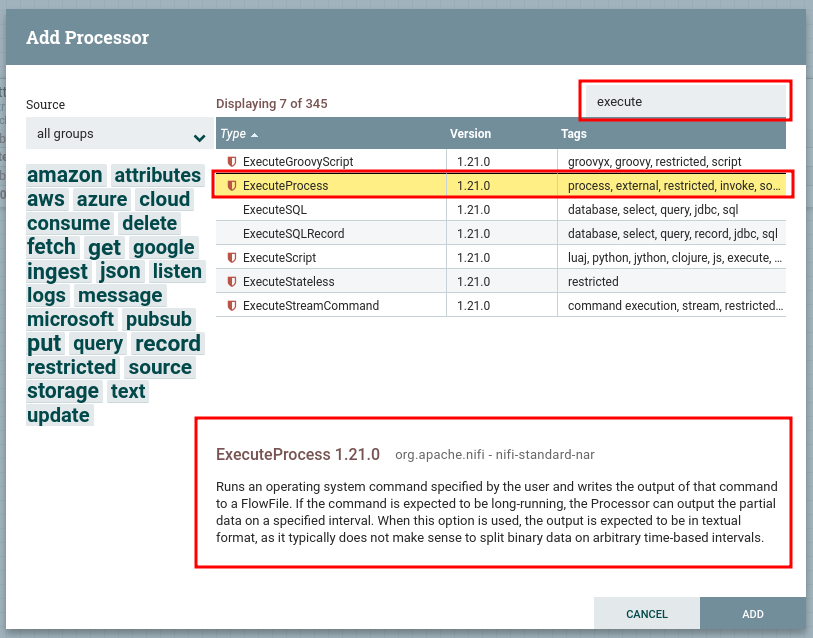 Add Processor
Source
Displaying 7 of 345
execute
all groups
Type Version Tags
ExecuteGroovyScript 1.21.0 groovyx, groovy, restricted, script
ExecuteProcess 1.21.0 process, external, restricted, invoke, so...
ExecuteSQL 1.21.0 database, select, query, jdbc, sql
ExecuteSQLRecord 1.21.0 database, select, query, record, jdbc, sql
ExecuteScript 1.21.0 luaj, python, jython, clojure, js, execute, ...
ExecuteStateless 1.21.0 restricted
ExecuteStreamCommand 1.21.0 command execution, stream, restricted...
amazon attributes
aws azure cloud
consume delete
fetch get google
ingest json listen
logs message
microsoft pubsub
put query record
restricted source
storage text
update
ExecuteProcess 1.21.0 org.apache.nifi - nifi-standard-nar
Runs an operating system command specified by the user and writes the output of that command
to a FlowFile. If the command is expected to be long-running, the Processor can output the partial
data on a specified interval. When this option is used, the output is expected to be in textual
format, as it typically does not make sense to split binary data on arbitrary time-based intervals.
CANCEL ADD